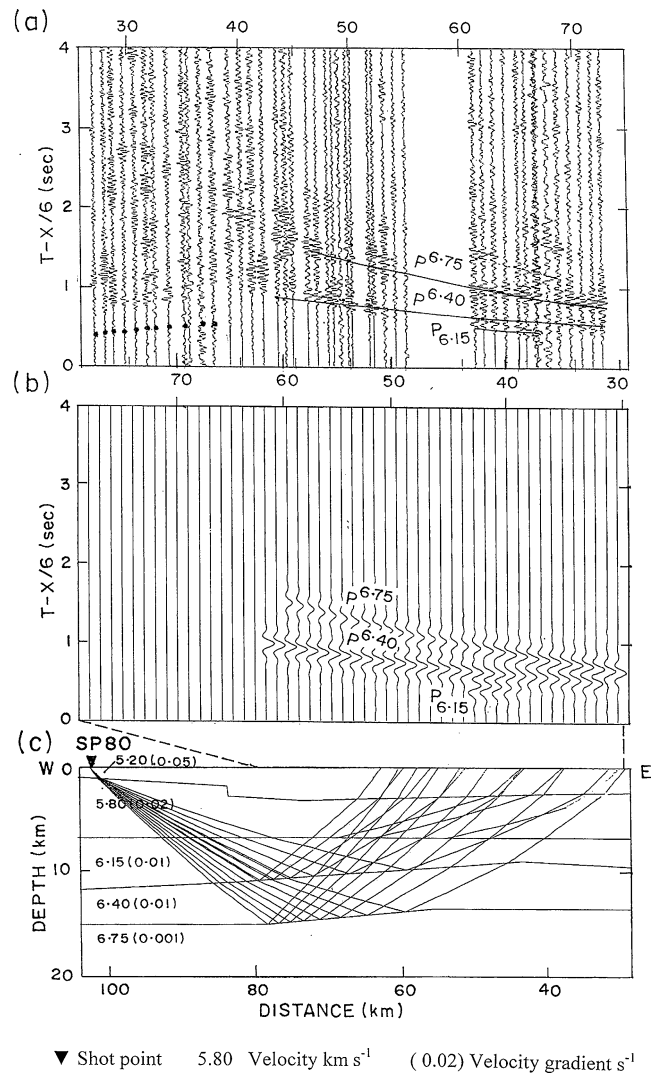 (a)
30 40 50 60 70
4
3
2
1
0
T-X/6 (sec)
P6.75
P6.40
P6.15
(b)
70 60 50 40 30
4
3
2
1
0
T-X/6 (sec)
P6.75
P6.40
P6.15
(c)
SP80
W
E
5.20(0.05)
5.80(0.02)
6.15(0.01)
6.40(0.01)
6.75(0.001)
0
10
20
DEPTH (km)
100 80 60 40
DISTANCE (km)
▼ Shot point 5.80 Velocity km s-1 (0.02) Velocity gradient s-1